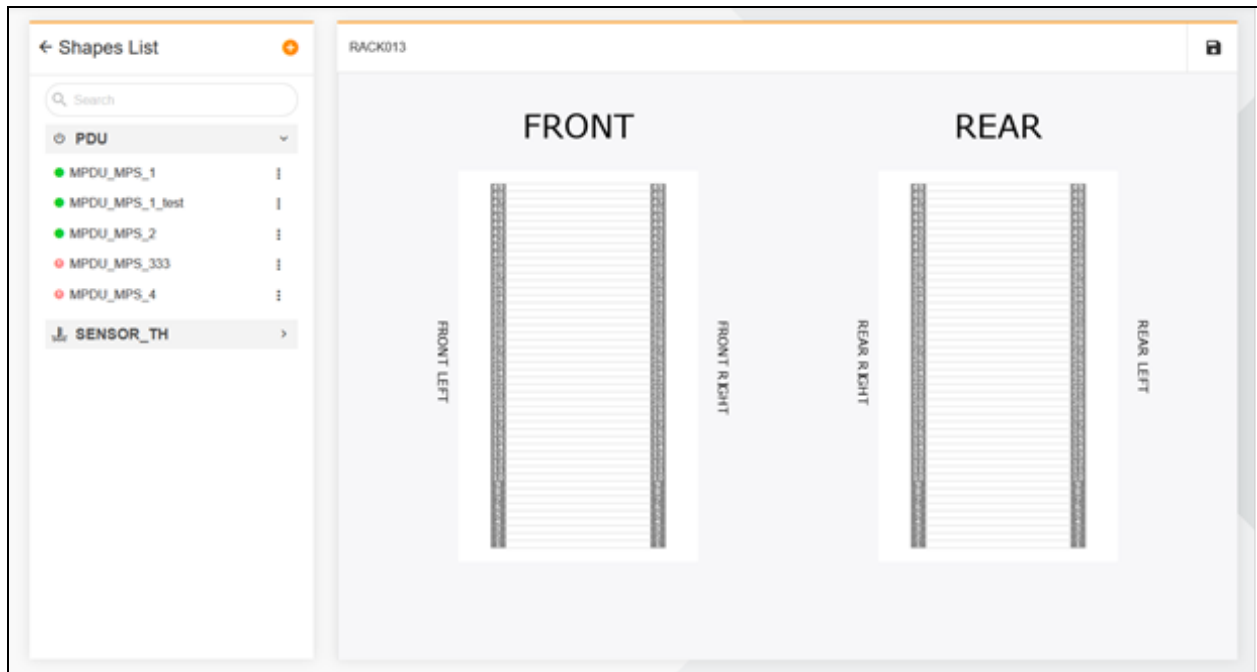 Shapes List
Search
PDU
MPDU_MPS_1
MPDU_MPS_1_test
MPDU_MPS_2
MPDU_MPS_333
MPDU_MPS_4
SENSOR_TH
RACK013
FRONT
REAR
FRONT LEFT
FRONT RIGHT
REAR RIGHT
REAR LEFT